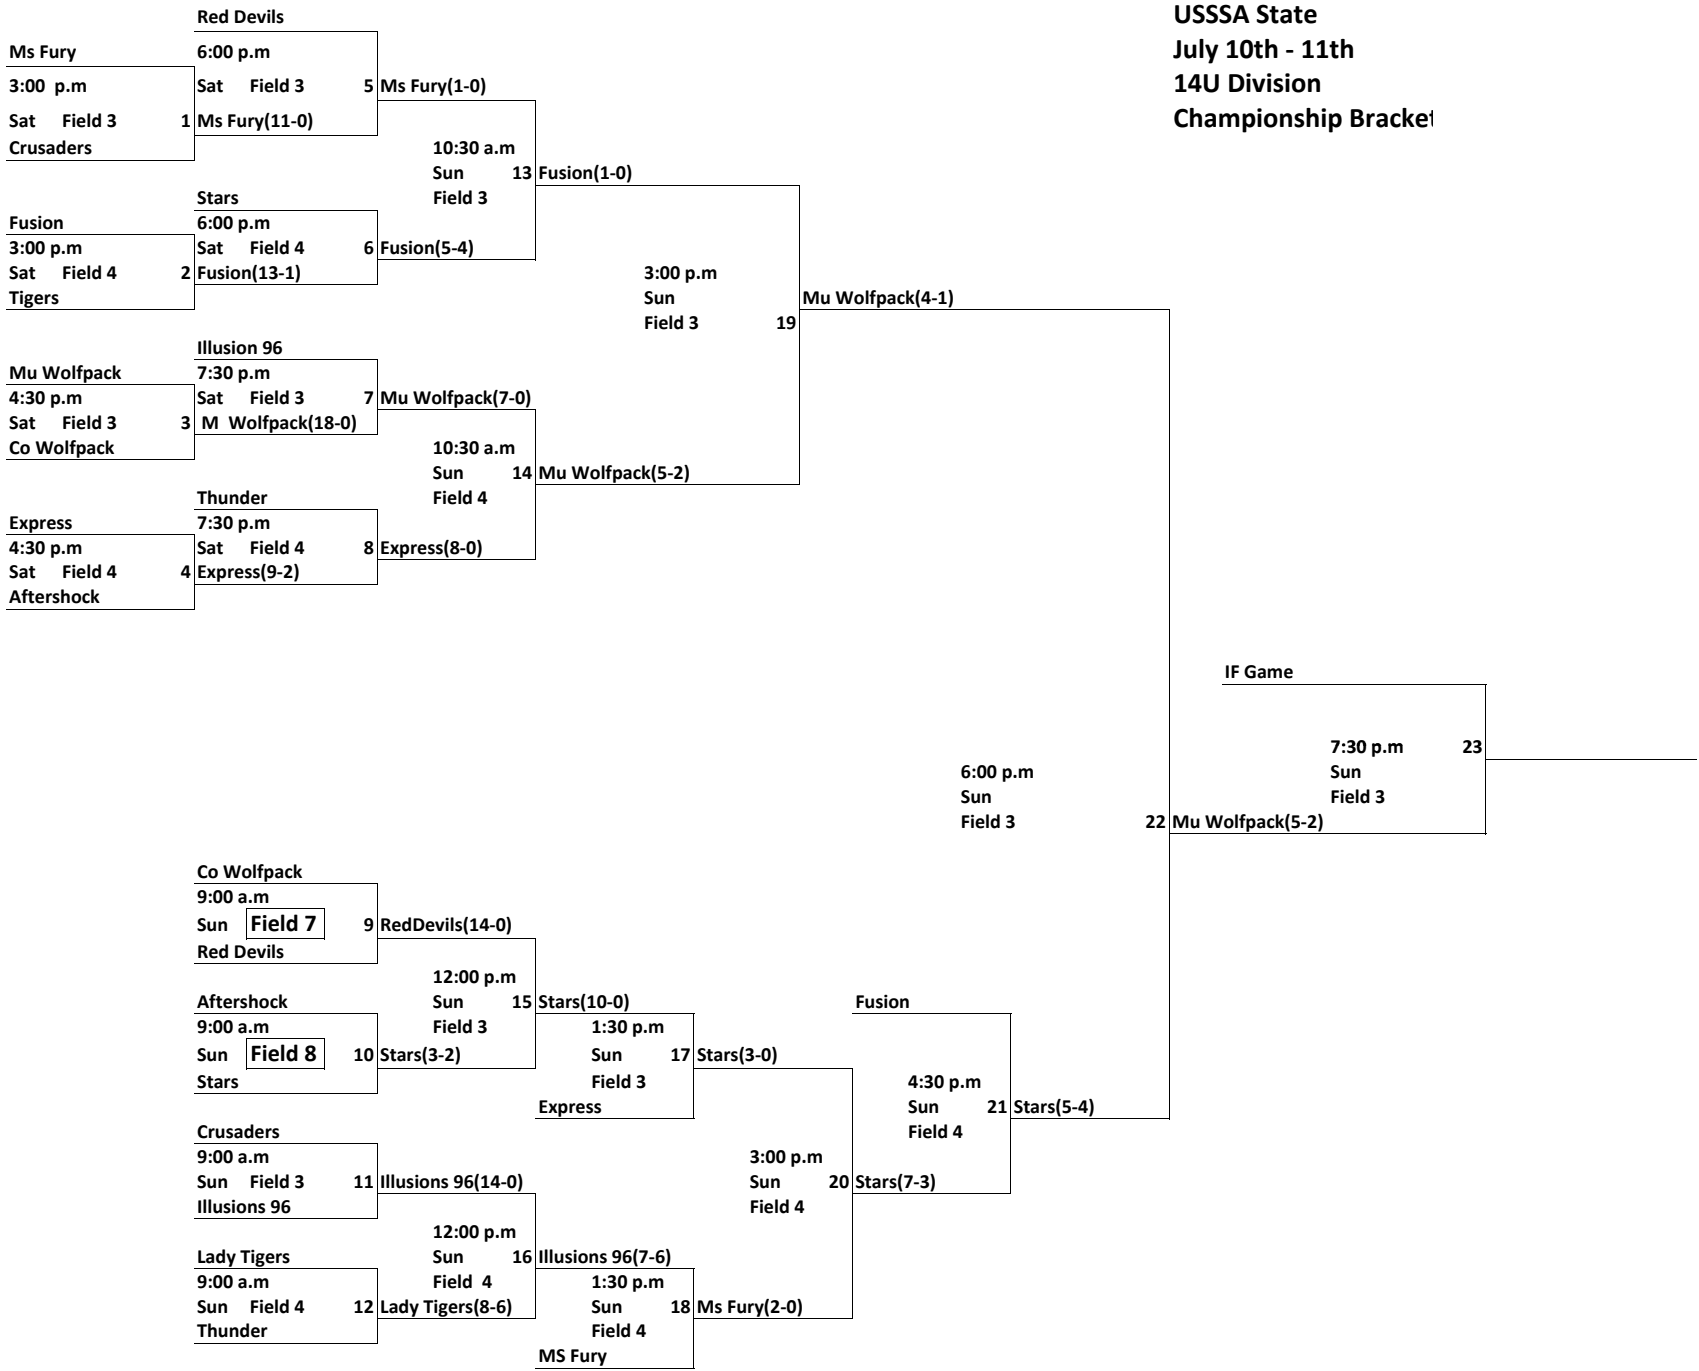 Red Devils
USSSA State
Ms Fury
6:00 p.m
July 10th - 11th
3:00 p.m
Sat Field 3 5 Ms Fury(1-0)
14U Division
Sat Field 3 1 Ms Fury(11-0)
Championship Bracket
Crusaders
10:30 a.m
Sun 13 Fusion(1-0)
Stars
Field 3
Fusion
6:00 p.m
3:00 p.m
Sat Field 4 6 Fusion(5-4)
Sat Field 4 2 Fusion(13-1)
3:00 p.m
Tigers
Sun
Mu Wolfpack(4-1)
Field 3 19
Illusion 96
Mu Wolfpack
7:30 p.m
4:30 p.m
Sat Field 3 7 Mu Wolfpack(7-0)
Sat Field 3 3 M Wolfpack(18-0)
Co Wolfpack
10:30 a.m
Sun 14 Mu Wolfpack(5-2)
Thunder
Field 4
Express
7:30 p.m
4:30 p.m
Sat Field 4 8 Express(8-0)
Sat Field 4 4 Express(9-2)
Aftershock
IF Game
7:30 p.m 23
6:00 p.m
Sun
Sun
Field 3
Field 3 22 Mu Wolfpack(5-2)
Co Wolfpack
9:00 a.m
Sun Field 7 9 RedDevils(14-0)
Red Devils
12:00 p.m
Aftershock
Sun 15 Stars(10-0)
Fusion
9:00 a.m
Field 3
1:30 p.m
Sun Field 8 10 Stars(3-2)
Sun 17 Stars(3-0)
Stars
Field 3
4:30 p.m
Express
Sun 21 Stars(5-4)
Crusaders
Field 4
9:00 a.m
3:00 p.m
Sun Field 3 11 Illusions 96(14-0)
Sun 20 Stars(7-3)
Illusions 96
Field 4
12:00 p.m
Lady Tigers
Sun 16 Illusions 96(7-6)
9:00 a.m
Field 4
1:30 p.m
Sun Field 4 12 Lady Tigers(8-6)
Sun 18 Ms Fury(2-0)
Thunder
Field 4
MS Fury